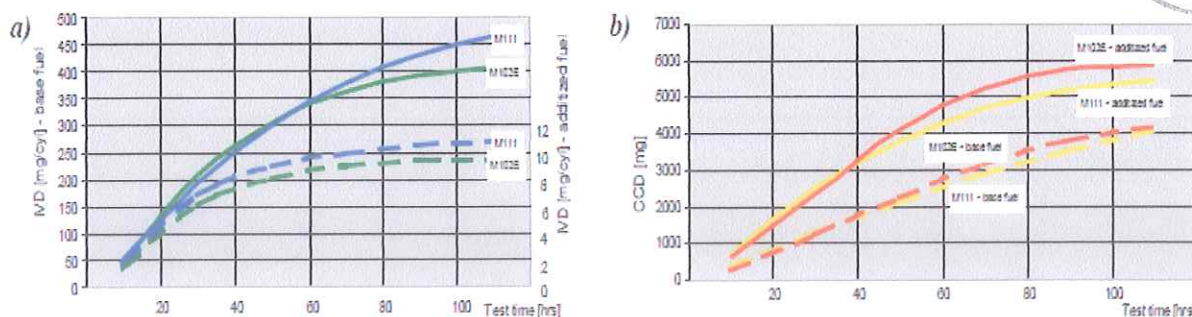 a)
IVD [mg/cyl] - base fuel
500
450
400
350
300
250
200
150
100
50
0
20
40
60
80
100
Test time [hrs]
M111
M102E
M111
M102E
12
10
8
6
4
2
0
IVD [mg/cyl] - additized fuel
b)
CCD [mg]
7000
6000
5000
4000
3000
2000
1000
0
20
40
60
80
100
Test time [hrs]
M102E - additized fuel
M111 - additized fuel
M102E - base fuel
M111 - base fuel